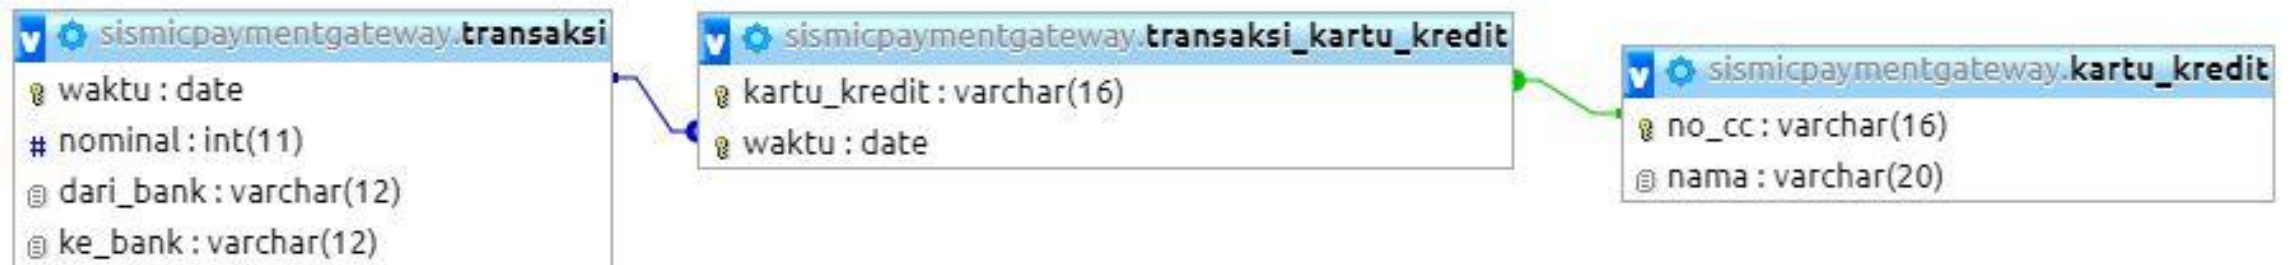 sismicpaymentgateway.transaksi
waktu : date
nominal : int(11)
dari_bank : varchar(12)
ke_bank : varchar(12)
sismicpaymentgateway.transaksi_kartu_kredit
kartu_kredit : varchar(16)
waktu : date
sismicpaymentgateway.kartu_kredit
no_cc : varchar(16)
nama : varchar(20)